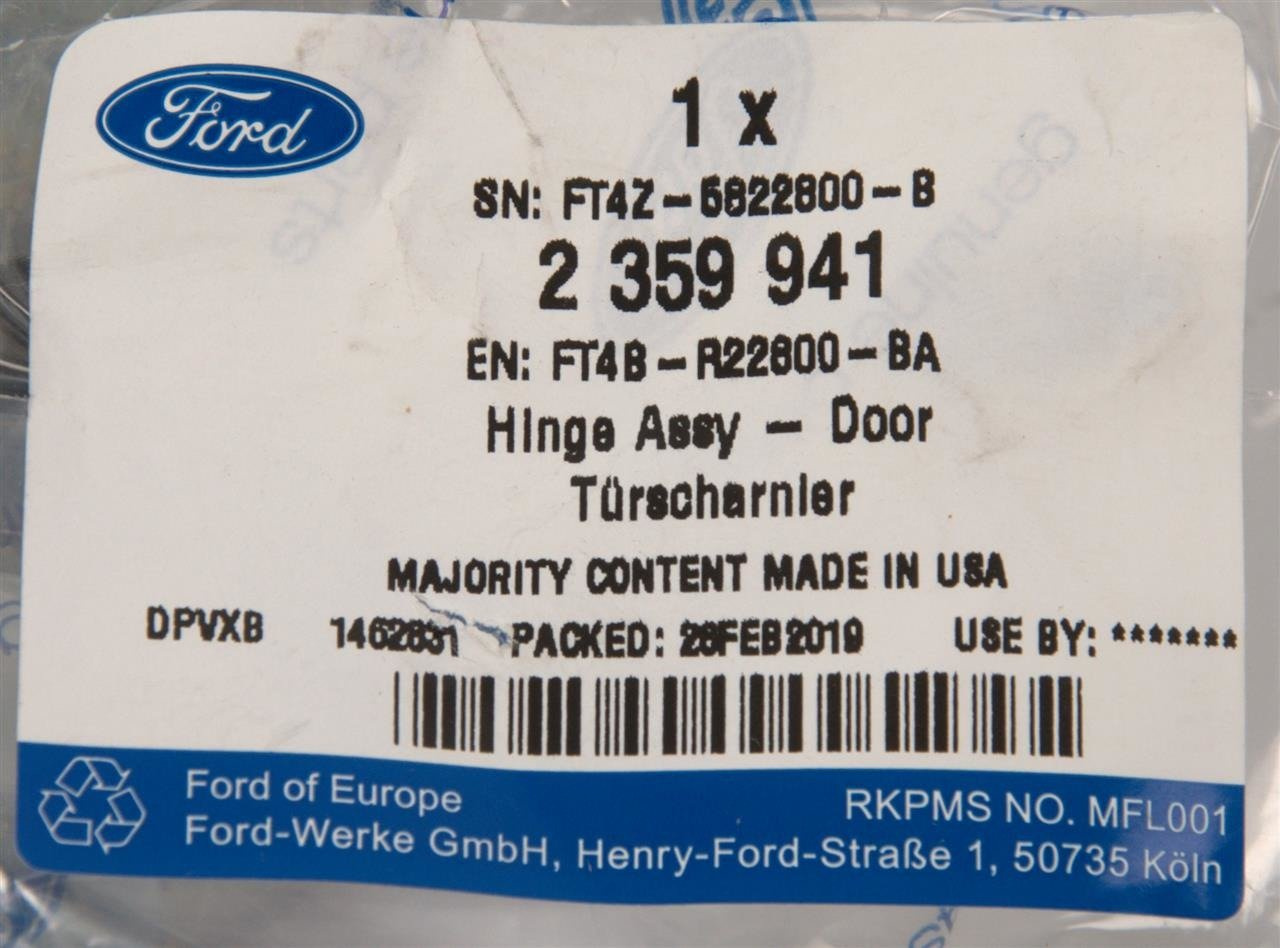 Ford
1 x
SN: FT4Z-5822800-B
2 359 941
EN: FT4B-R22800-BA
Hinge Assy - Door
Türscharnier
MAJORITY CONTENT MADE IN USA
DPVXB PACKED: 26FEB2019 USE BY: *******
Ford of Europe
RKPMS NO. MFL001
Ford-Werke GmbH, Henry-Ford-Straße 1, 50735 Köln
genuine
parts